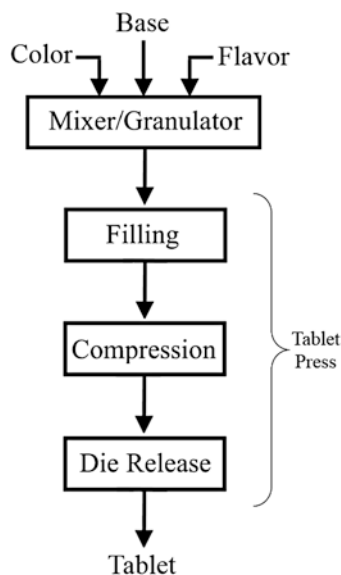 Base
Color
Flavor
Mixer/Granulator
Filling
Compression
Tablet
Press
Die Release
Tablet